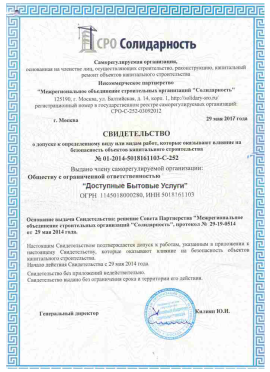 СРО Солидарность
Саморегулируемая организация,
основанная на членстве лиц, осуществляющих строительство, реконструкцию, капитальный
ремонт объектов капитального строительства
Некоммерческое партнерство
"Межрегиональное объединение строительных организаций "Солидарность"
125190, г. Москва, ул. Балтийская, д. 14, корп. 1, http://solidary-sro.ru/
регистрационный номер в государственном реестре саморегулируемых организаций
СРО-С-252-03092012
г. Москва
29 мая
СВИДЕТЕЛЬСТВО
о допуске к определенному виду или видам работ, которые оказывают влияние на
безопасность объектов капитального строительства
№ 01-2014-5018161103-С-252
Выдано члену саморегулируемой организации:
Обществу с ограниченной ответственностью
"Доступные Бытовые Услуги"
ОГРН 1145018000280, ИНН 5018161103
Основание выдачи Свидетельства: решение Совета Партнерства "Межрегиональное
объединение строительных организаций "Солидарность", протокол № 29-19-0514
от 29 мая 2014 года.
Настоящим Свидетельством подтверждается допуск к работам, указанным в приложении к
настоящему Свидетельству, которые оказывают влияние на безопасность объектов
капитального строительства.
Начало действия Свидетельства с 29 мая 2014 года.
Свидетельство без приложений недействительно.
Свидетельство выдано без ограничения срока и территории его действия.
Генеральный директор
Ю.И.